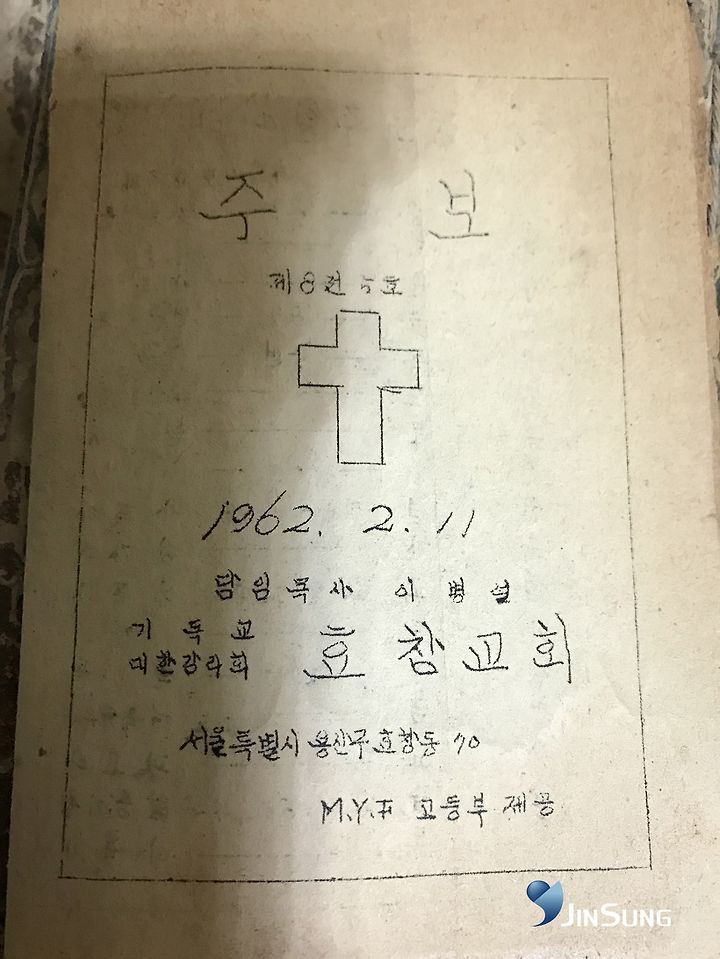 주 보
제8권 5호
1962. 2. 11
담임목사 이병설
기독교
대한감리회 효창교회
서울특별시 용산구 효창동 70
M.Y.F 고등부 제공
JINSUNG